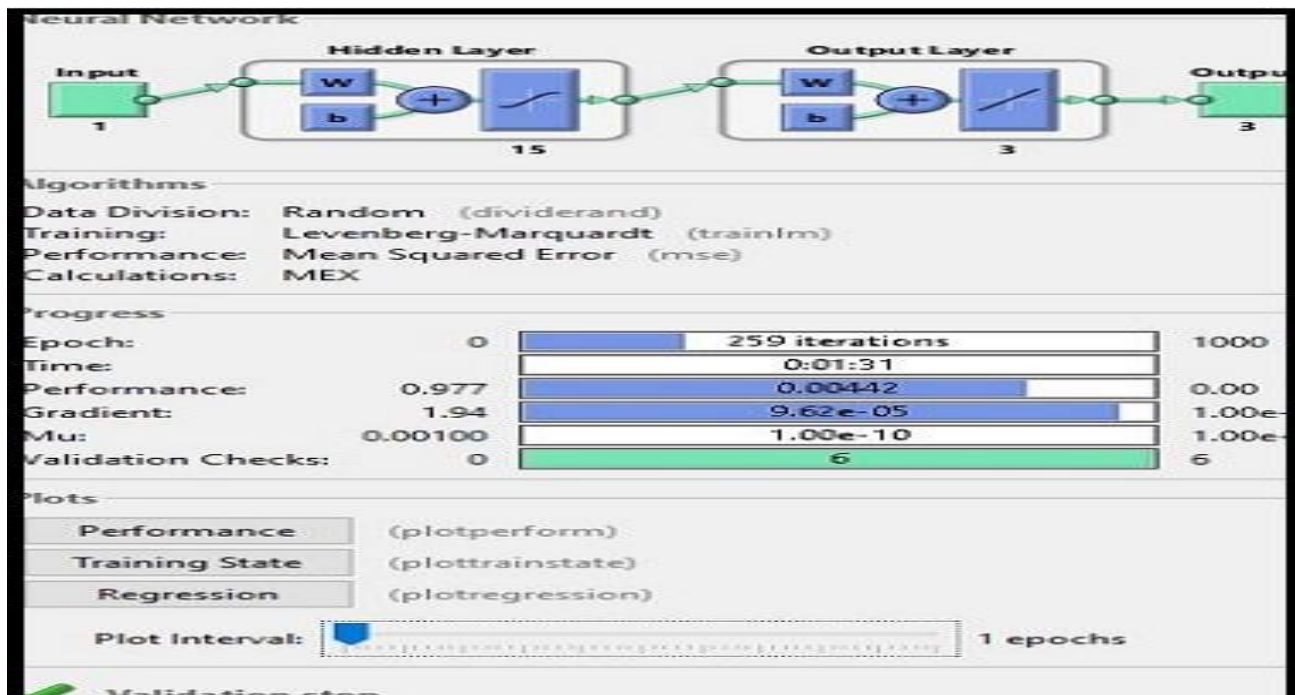 Neural Network
Hidden Layer
Output Layer
Input
Outpu
w
b
+
w
b
+
1
15
3
3
Algorithms
Data Division: Random (dividerand)
Training: Levenberg-Marquardt (trainlm)
Performance: Mean Squared Error (mse)
Calculations: MEX
Progress
Epoch: 0 259 iterations 1000
Time: 0:01:31
Performance: 0.977 0.00442 0.00
Gradient: 1.94 9.62e-05 1.00e-
Mu: 0.00100 1.00e-10 1.00e-
Validation Checks: 0 6 6
Plots
Performance (plotperform)
Training State (plottrainstate)
Regression (plotregression)
Plot Interval: 1 epochs
Validation stop